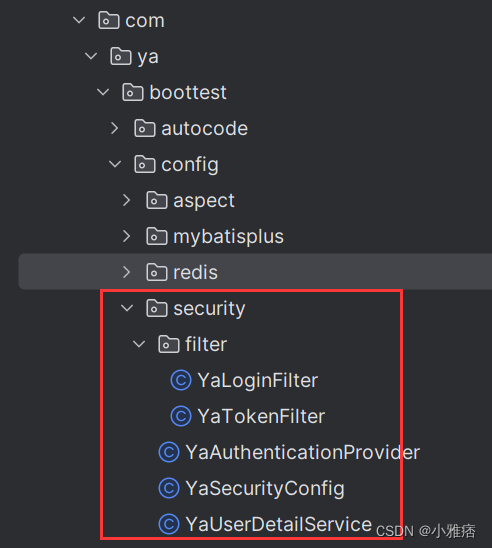 com
ya
boottest
autocode
config
aspect
mybatisplus
redis
security
filter
C YaLoginFilter
C YaTokenFilter
C YaAuthenticationProvider
C YaSecurityConfig
C YaUserDetailService
CSDN @小雅痞